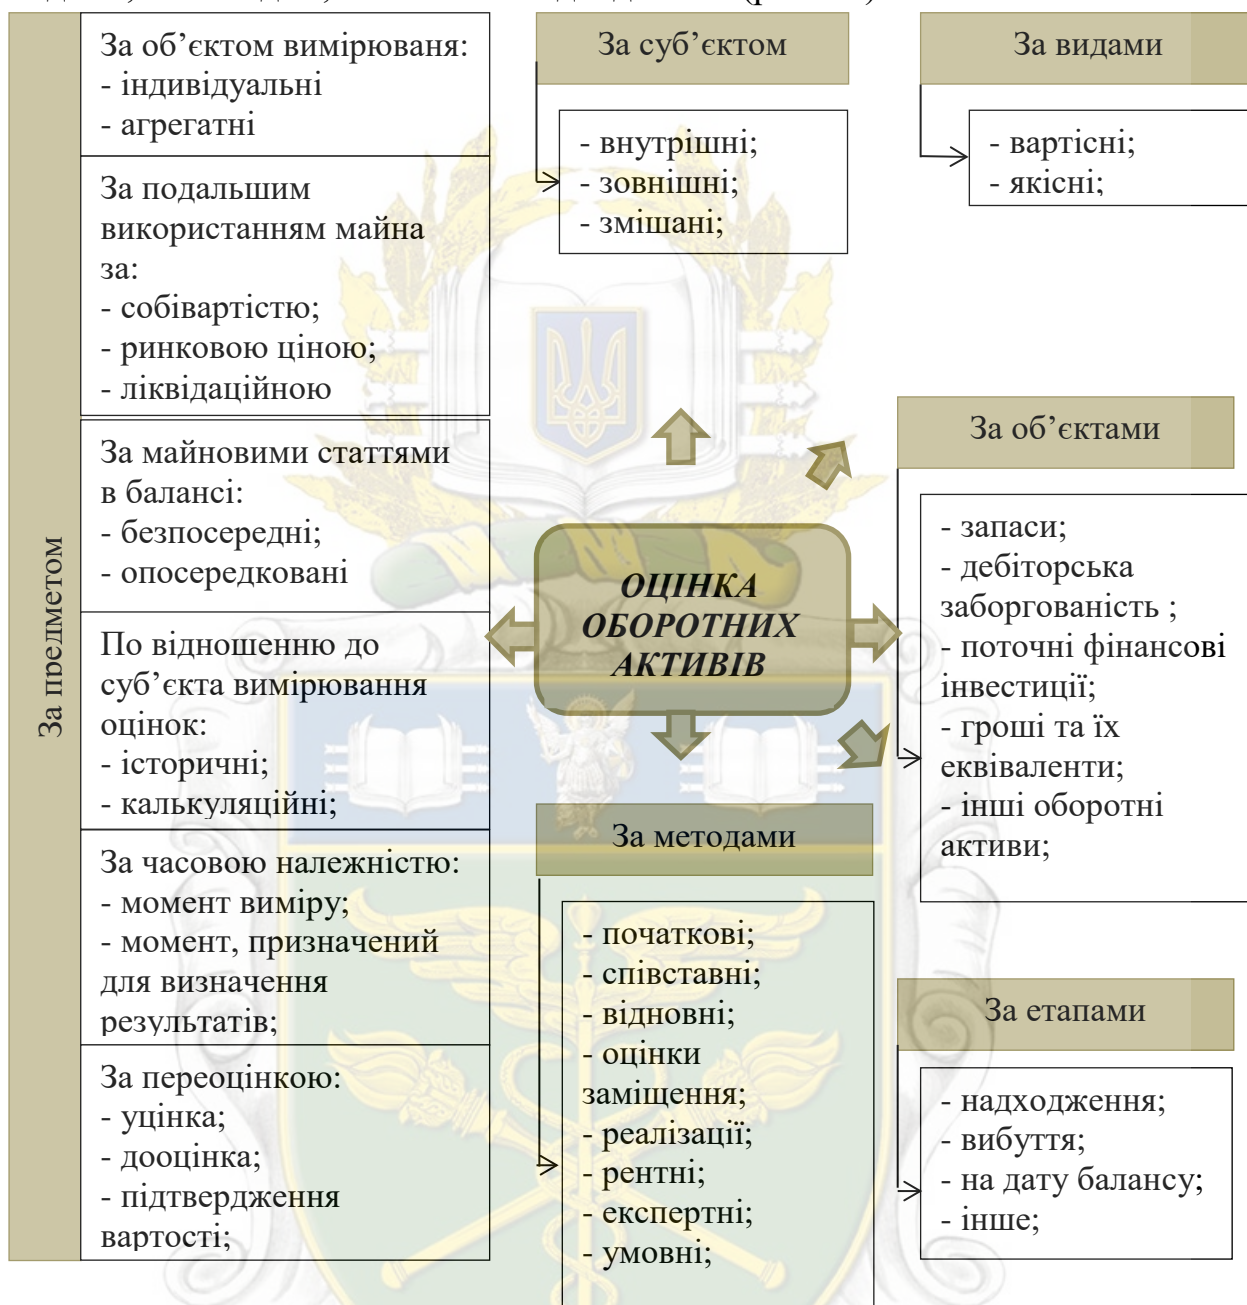 За предметом
За об’єктом вимірюваня:
- індивідуальні
- агрегатні
За подальшим
використанням майна
за:
- собівартістю;
- ринковою ціною;
- ліквідаційною
За майновими статтями
в балансі:
- безпосередні;
- опосередковані
По відношенню до
суб’єкта вимірювання
оцінок:
- історичні;
- калькуляційні;
За часовою належністю:
- момент виміру;
- момент, призначений
для визначення
результатів;
За переоцінкою:
- уцінка;
- дооцінка;
- підтвердження
вартості;
За суб’єктом
- внутрішні;
- зовнішні;
- змішані;
За видами
- вартісні;
- якісні;
ОЦІНКА
ОБОРОТНИХ
АКТИВІВ
За об’єктами
- запаси;
- дебіторська
заборгованість ;
- поточні фінансові
інвестиції;
- гроші та їх
еквіваленти;
- інші оборотні
активи;
За методами
- початкові;
- співставні;
- відновні;
- оцінки
заміщення;
- реалізації;
- рентні;
- експертні;
- умовні;
За етапами
- надходження;
- вибуття;
- на дату балансу;
- інше;